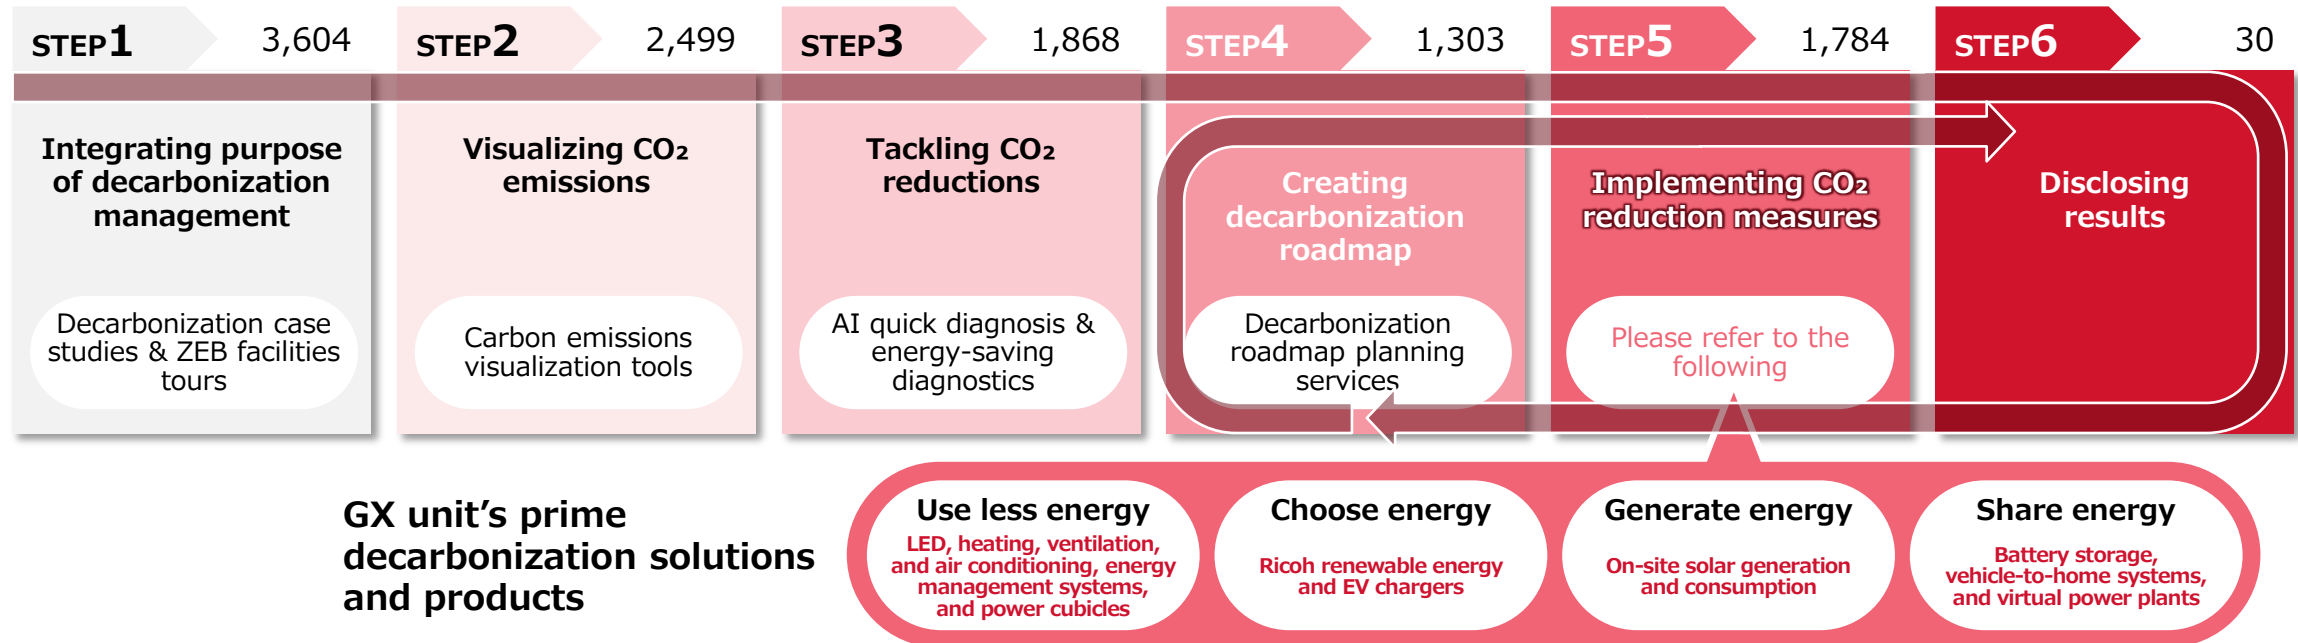 STEP1 3,604
STEP2 2,499
STEP3 1,868
STEP4 1,303
STEP5 1,784
STEP6 30
Integrating purpose
of decarbonization
management
Visualizing CO₂
emissions
Tackling CO₂
reductions
Creating
decarbonization
roadmap
Implementing CO₂
reduction measures
Disclosing
results
Decarbonization case
studies & ZEB facilities
tours
Carbon emissions
visualization tools
AI quick diagnosis &
energy-saving
diagnostics
Decarbonization
roadmap planning
services
Please refer to the
following
GX unit’s prime
decarbonization solutions
and products
Use less energy
LED, heating, ventilation,
and air conditioning, energy
management systems,
and power cubicles
Choose energy
Ricoh renewable energy
and EV chargers
Generate energy
On-site solar generation
and consumption
Share energy
Battery storage,
vehicle-to-home systems,
and virtual power plants